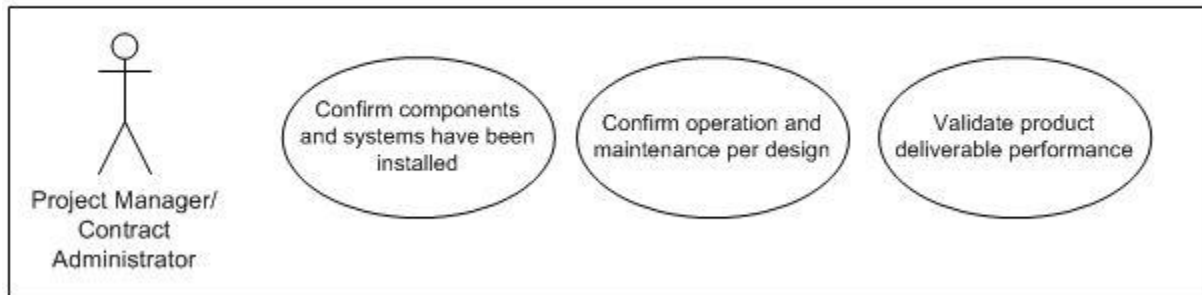 Project Manager/
Contract
Administrator
Confirm components
and systems have been
installed
Confirm operation and
maintenance per design
Validate product
deliverable performance